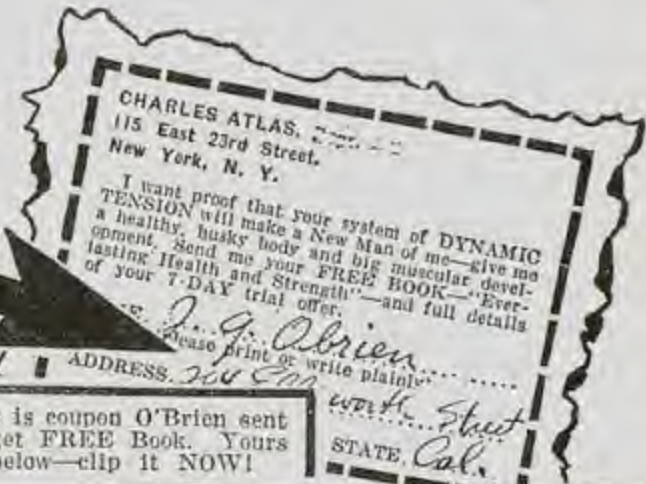 CHARLES ATLAS,
115 East 23rd Street,
New York, N. Y.
I want proof that your system of DYNAMIC
TENSION will make a New Man of me—give me
a healthy, husky body and big muscular devel-
opment. Send me your FREE BOOK—"Ever-
lasting Health and Strength"—and full details
of your 7-DAY trial offer.
J. G. O'brien
Please print or write plainly
ADDRESS
worth Street
STATE. Cal.
is coupon O'Brien sent
et FREE Book. Yours
elow—clip it NOW!